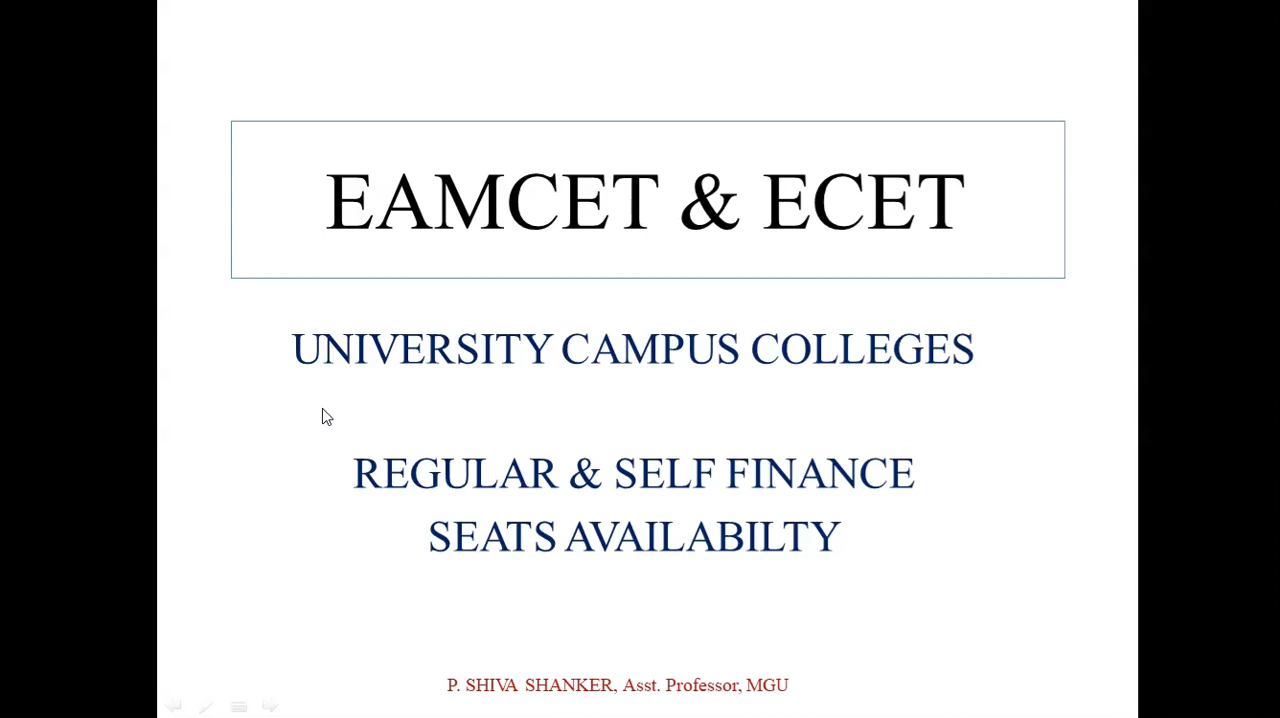 EAMCET & ECET
UNIVERSITY CAMPUS COLLEGES
REGULAR & SELF FINANCE
SEATS AVAILABILTY
P. SHIVA SHANKER, Asst. Professor, MGU